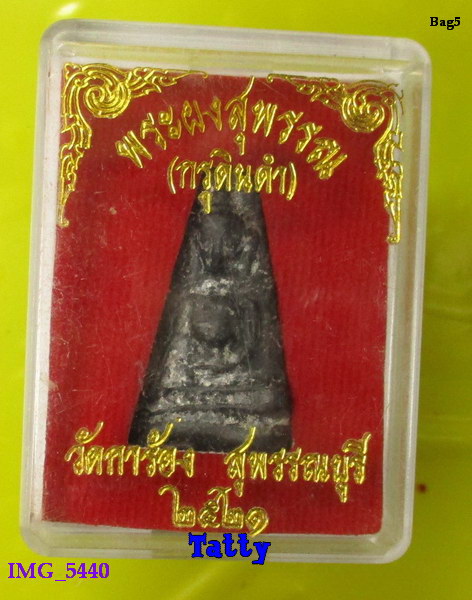 Bag5
พระผงสุพรรณ
(กรุดินดำ)
วัดการ้อง สุพรรณบุรี
๒๕๒๑
Tatty
IMG_5440